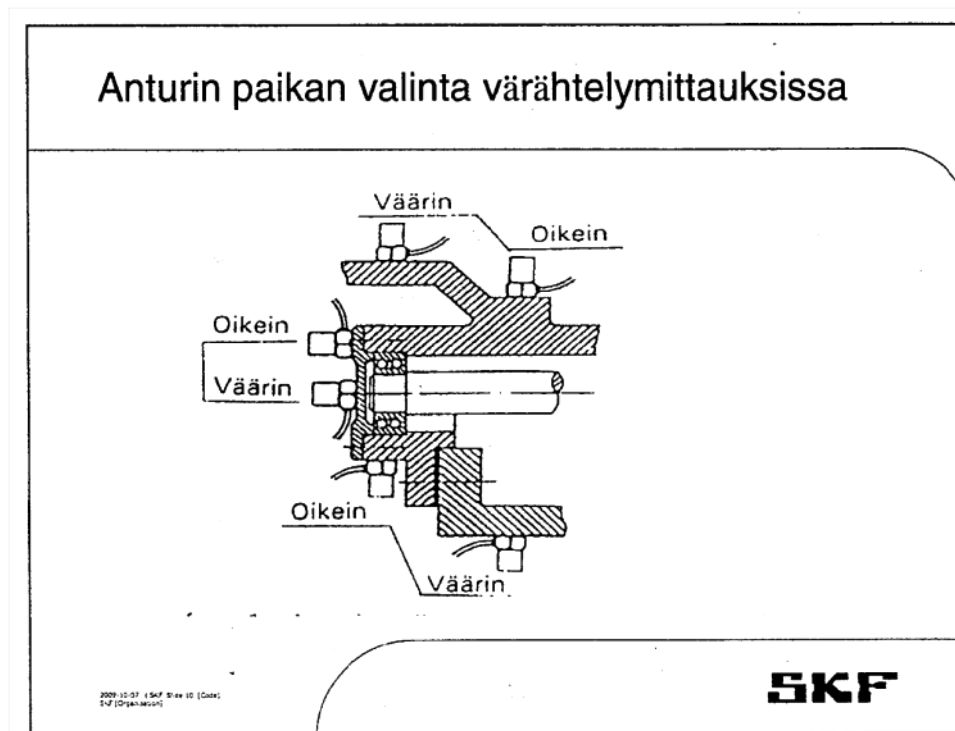 Anturin paikan valinta värähtelymittauksissa
Väärin
Oikein
Oikein
Väärin
Oikein
Väärin
SKF